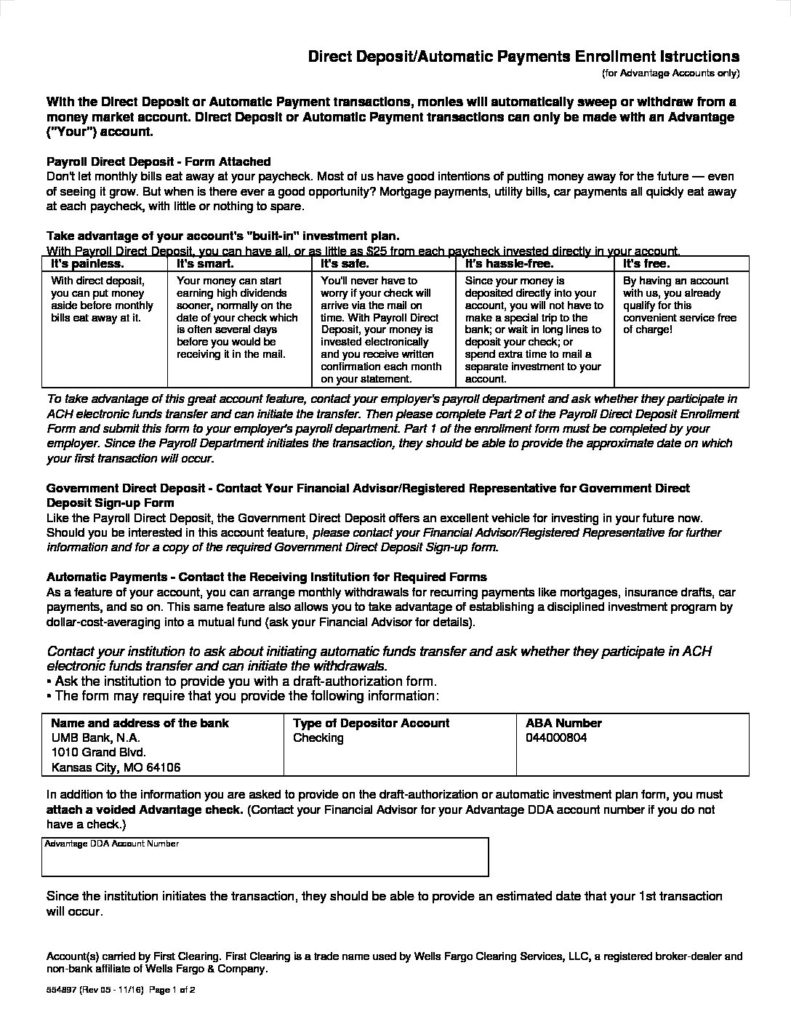 Direct Deposit/Automatic Payments Enrollment Istructions
(for Advantage Accounts only)
With the Direct Deposit or Automatic Payment transactions, monies will automatically sweep or withdraw from a
money market account. Direct Deposit or Automatic Payment transactions can only be made with an Advantage
("Your") account.
Payroll Direct Deposit - Form Attached
Don't let monthly bills eat away at your paycheck. Most of us have good intentions of putting money away for the future — even
of seeing it grow. But when is there ever a good opportunity? Mortgage payments, utility bills, car payments all quickly eat away
at each paycheck, with little or nothing to spare.
Take advantage of your account's "built-in" investment plan.
With Payroll Direct Deposit, you can have all, or as little as $25 from each paycheck invested directly in your account.
It's painless.
With direct deposit,
you can put money
aside before monthly
bills eat away at it.
It's smart.
Your money can start
earning high dividends
sooner, normally on the
date of your check which
is often several days
before you would be
receiving it in the mail.
It's safe.
You'll never have to
worry if your check will
arrive via the mail on
time. With Payroll Direct
Deposit, your money is
invested electronically
and you receive written
confirmation each month
on your statement.
It's hassle-free.
Since your money is
deposited directly into your
account, you will not have to
make a special trip to the
bank; or wait in long lines to
deposit your check; or
spend extra time to mail a
separate investment to your
account.
It's free.
By having an account
with us, you already
qualify for this
convenient service free
of charge!
To take advantage of this great account feature, contact your employer's payroll department and ask whether they participate in
ACH electronic funds transfer and can initiate the transfer. Then please complete Part 2 of the Payroll Direct Deposit Enrollment
Form and submit this form to your employer's payroll department. Part 1 of the enrollment form must be completed by your
employer. Since the Payroll Department initiates the transaction, they should be able to provide the approximate date on which
your first transaction will occur.
Government Direct Deposit - Contact Your Financial Advisor/Registered Representative for Government Direct
Deposit Sign-up Form
Like the Payroll Direct Deposit, the Government Direct Deposit offers an excellent vehicle for investing in your future now.
Should you be interested in this account feature, please contact your Financial Advisor/Registered Representative for further
information and for a copy of the required Government Direct Deposit Sign-up form.
Automatic Payments - Contact the Receiving Institution for Required Forms
As a feature of your account, you can arrange monthly withdrawals for recurring payments like mortgages, insurance drafts, car
payments, and so on. This same feature also allows you to take advantage of establishing a disciplined investment program by
dollar-cost-averaging into a mutual fund (ask your Financial Advisor for details).
Contact your institution to ask about initiating automatic funds transfer and ask whether they participate in ACH
electronic funds transfer and can initiate the withdrawals.
• Ask the institution to provide you with a draft-authorization form.
• The form may require that you provide the following information:
Name and address of the bank
UMB Bank, N.A.
1010 Grand Blvd.
Kansas City, MO 64106
Type of Depositor Account
Checking
ABA Number
044000804
In addition to the information you are asked to provide on the draft-authorization or automatic investment plan form, you must
attach a voided Advantage check. (Contact your Financial Advisor for your Advantage DDA account number if you do not
have a check.)
Advantage DDA Account Number
Since the institution initiates the transaction, they should be able to provide an estimated date that your 1st transaction
will occur.
Account(s) carried by First Clearing. First Clearing is a trade name used by Wells Fargo Clearing Services, LLC, a registered broker-dealer and
non-bank affiliate of Wells Fargo & Company.
554897 (Rev 05 - 11/16) Page 1 of 2